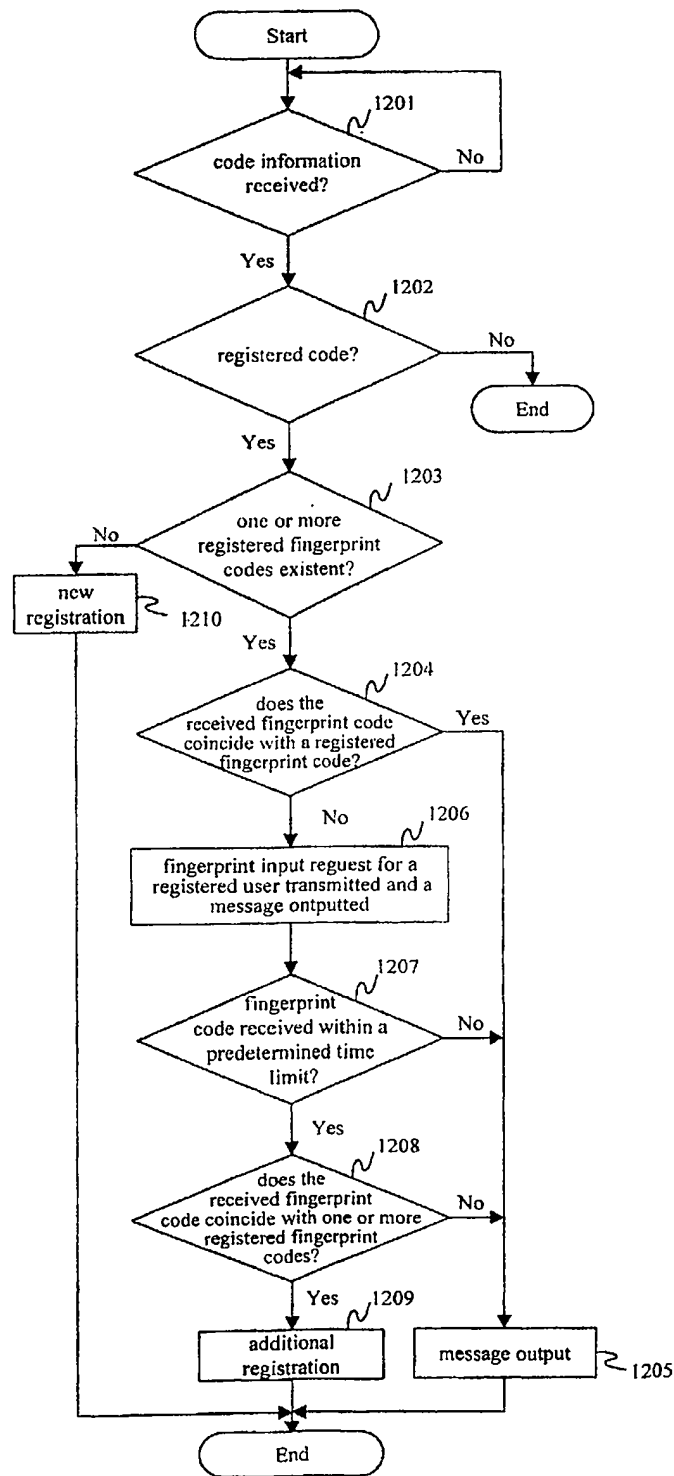 Start
1201
code information
received?
No
Yes
1202
registered code?
No
End
Yes
1203
one or more
registered fingerprint
codes existent?
No
new
registration
1210
Yes
1204
does the
received fingerprint code
coincide with a registered
fingerprint code?
Yes
No
1206
fingerprint input reguest for a
registered user transmitted and a
message ontputted
1207
fingerprint
code received within a
predetermined time
limit?
No
Yes
1208
does the
received fingerprint
code coincide with one or more
registered fingerprint
codes?
No
Yes
1209
additional
registration
message output
1205
End